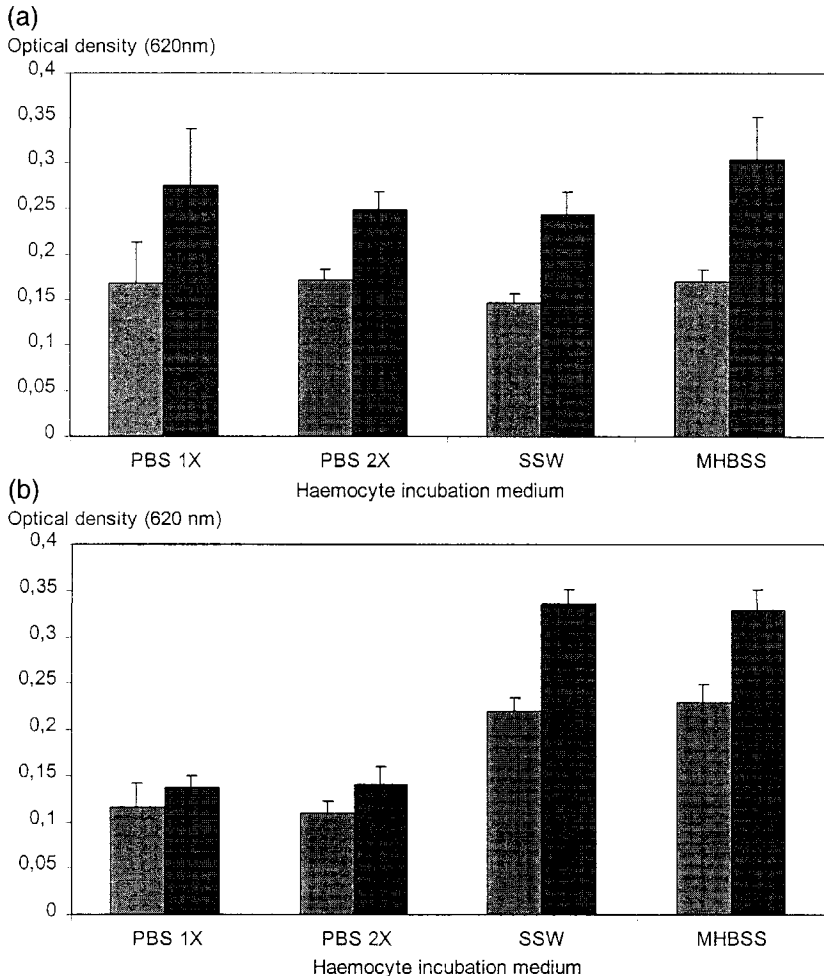 (a)
Optical density (620nm)
0,4
0,35
0,3
0,25
0,2
0,15
0,1
0,05
0
PBS 1X PBS 2X SSW MHBSS
Haemocyte incubation medium
(b)
Optical density (620 nm)
0,4
0,35
0,3
0,25
0,2
0,15
0,1
0,05
0
PBS 1X PBS 2X SSW MHBSS
Haemocyte incubation medium